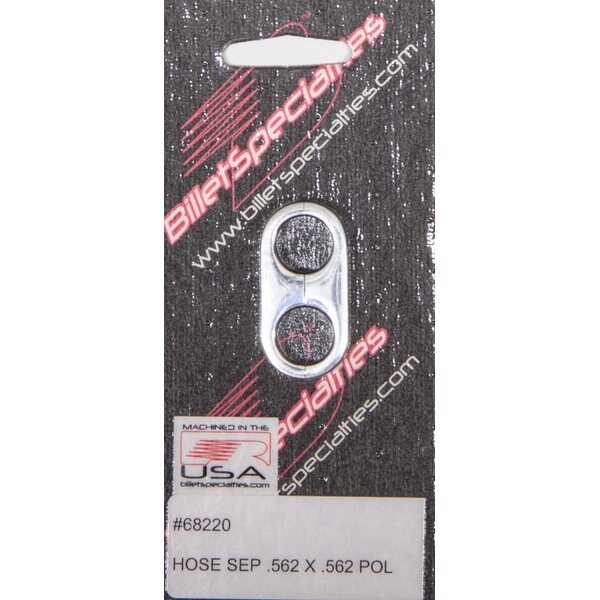 Billetspecialties
www.billetspecialties.com
Billetspecialties
billetspecialties.com
MACHINED IN THE
USA
billetspecialties.com
#68220
HOSE SEP .562 X .562 POL